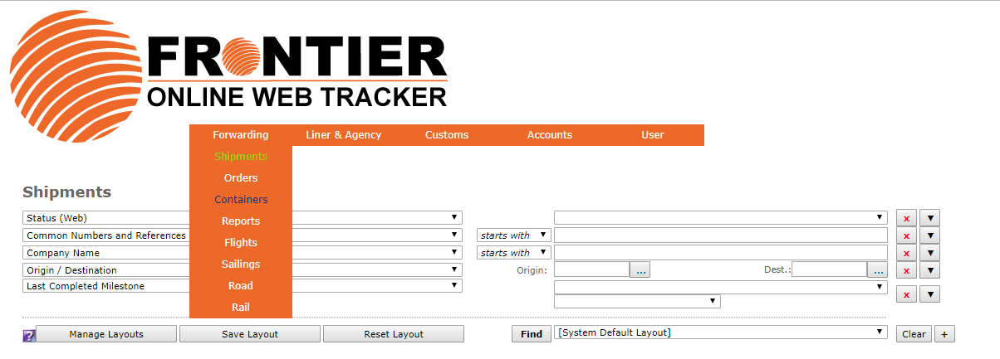 FRONTIER
ONLINE WEB TRACKER
Forwarding Liner & Agency Customs Accounts User
Shipments
Orders
Containers
Reports
Flights
Sailings
Road
Rail
Shipments
Status (Web) x
Common Numbers and References starts with x
Company Name starts with x
Origin / Destination Origin: ... Dest.: ... x
Last Completed Milestone x
? Manage Layouts Save Layout Reset Layout Find [System Default Layout] Clear +